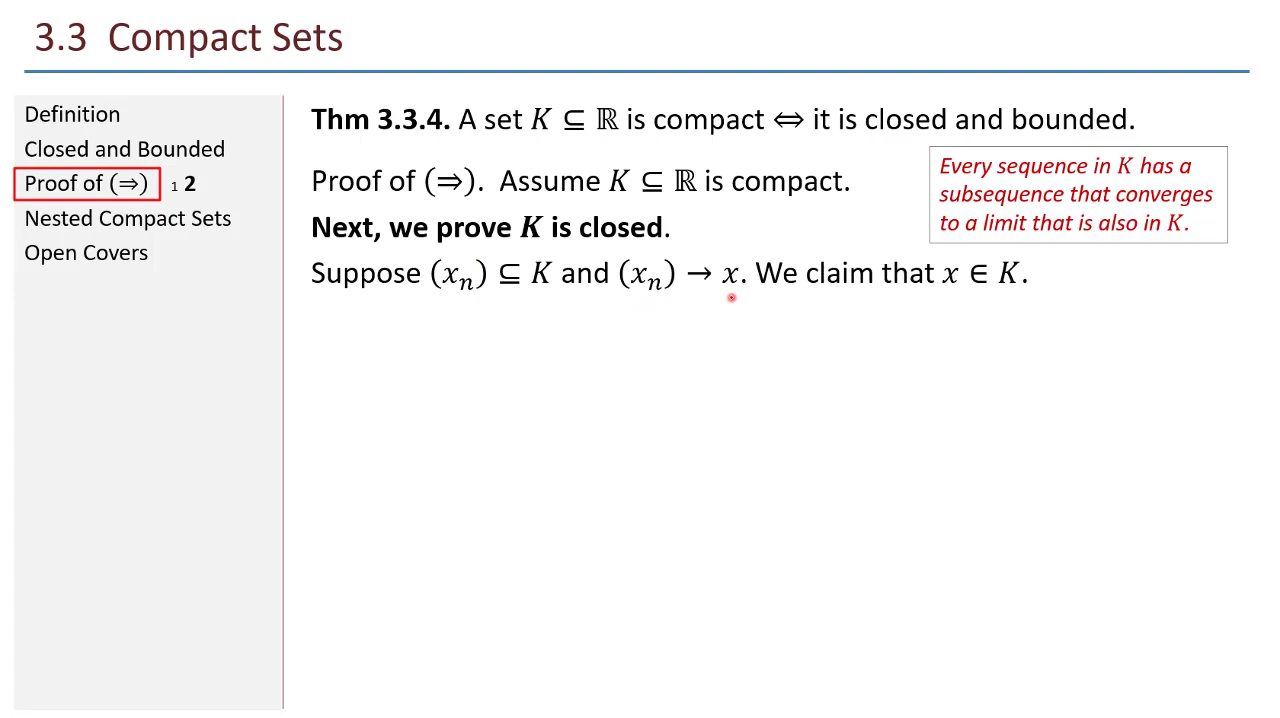 3.3 Compact Sets
Definition
Closed and Bounded
Proof of (⇒) 1 2
Nested Compact Sets
Open Covers
Thm 3.3.4. A set K ⊆ ℝ is compact ⇔ it is closed and bounded.
Proof of (⇒). Assume K ⊆ ℝ is compact.
Next, we prove K is closed.
Suppose (xₙ) ⊆ K and (xₙ) → x. We claim that x ∈ K.
Every sequence in K has a
subsequence that converges
to a limit that is also in K.